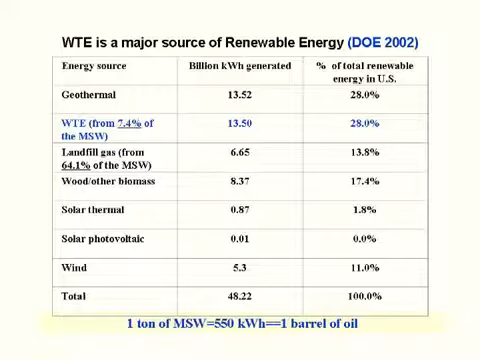 WTE is a major source of Renewable Energy (DOE 2002)
Energy source Billion kWh generated % of total renewable
energy in U.S.
Geothermal 13.52 28.0%
WTE (from 7.4% of 13.50 28.0%
the MSW)
Landfill gas (from 6.65 13.8%
64.1% of the MSW)
Wood/other biomass 8.37 17.4%
Solar thermal 0.87 1.8%
Solar photovoltaic 0.01 0.0%
Wind 5.3 11.0%
Total 48.22 100.0%
1 ton of MSW=550 kWh==1 barrel of oil